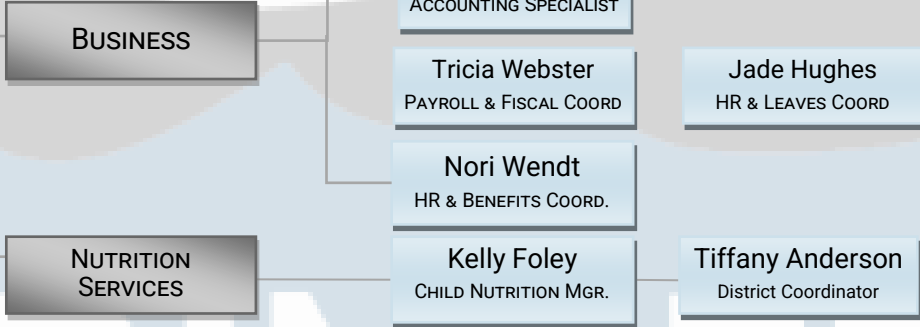 ACCOUNTING SPECIALIST
BUSINESS
Tricia Webster
PAYROLL & FISCAL COORD
Jade Hughes
HR & LEAVES COORD
Nori Wendt
HR & BENEFITS COORD.
NUTRITION
SERVICES
Kelly Foley
CHILD NUTRITION MGR.
Tiffany Anderson
District Coordinator